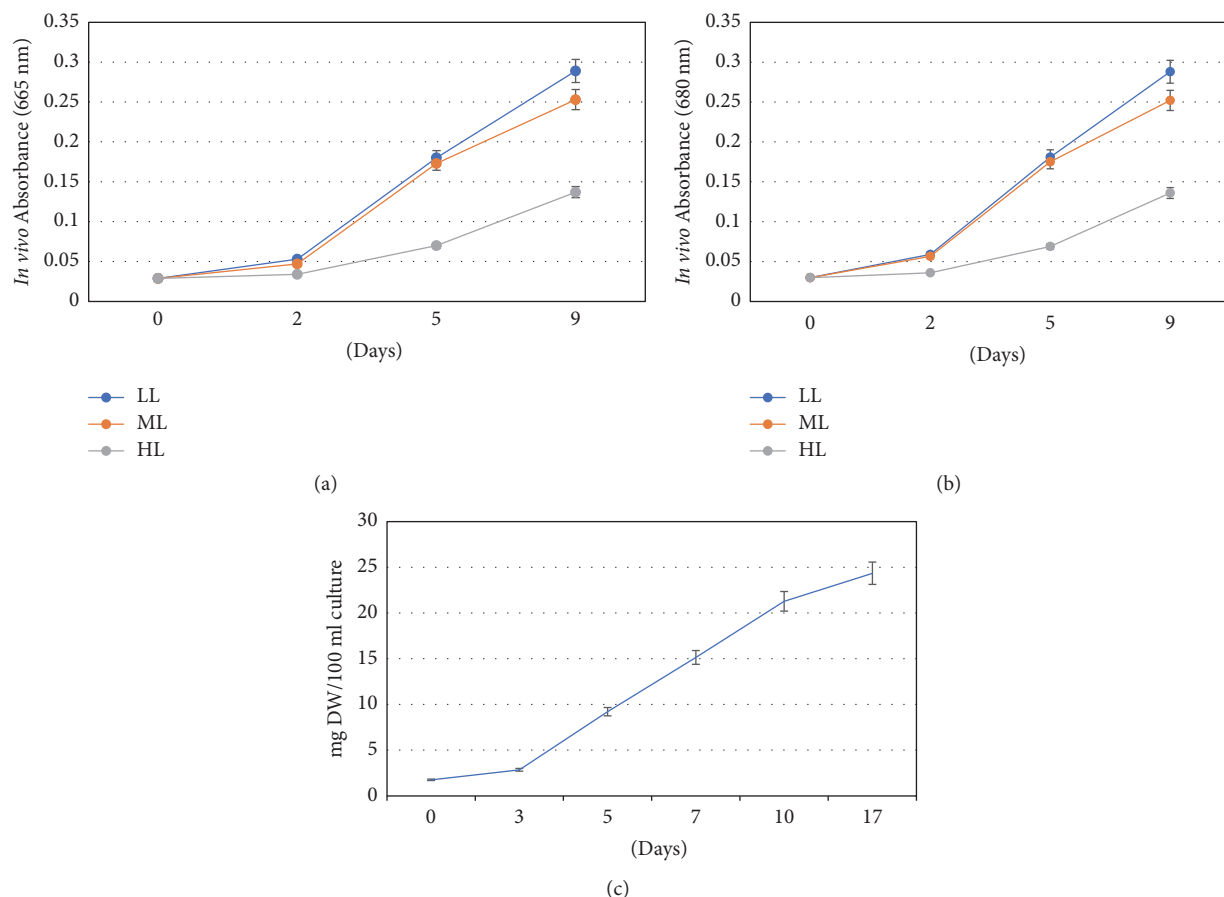 0.35
0.3
0.25
0.2
0.15
0.1
0.05
0
In vivo Absorbance (665 nm)
0 2 5 9
(Days)
LL
ML
HL
(a)
0.35
0.3
0.25
0.2
0.15
0.1
0.05
0
In vivo Absorbance (680 nm)
0 2 5 9
(Days)
LL
ML
HL
(b)
30
25
20
15
10
5
0
mg DW/100 ml culture
0 3 5 7 10 17
(Days)
(c)